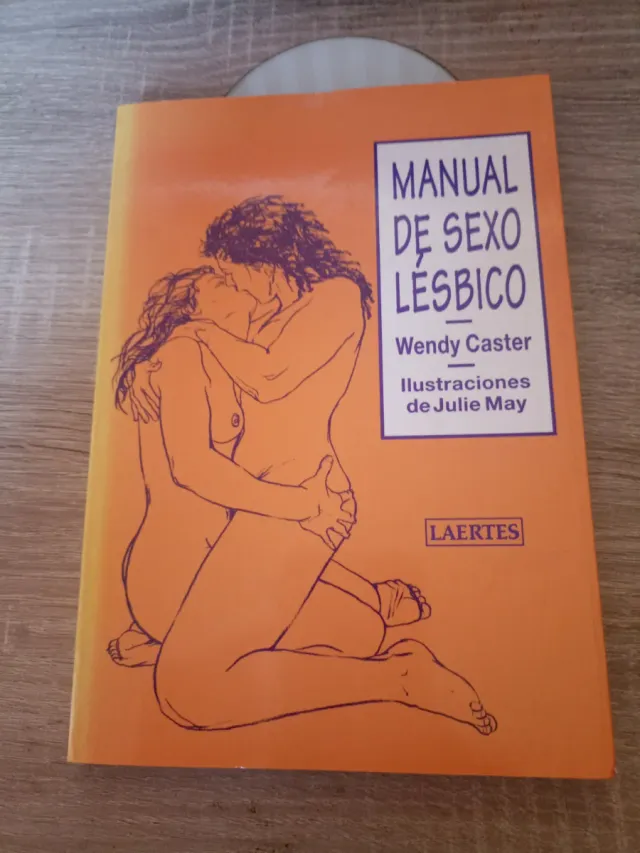 MANUAL
DE SEXO
LÉSBICO
Wendy Caster
Ilustraciones
de Julie May
LAERTES